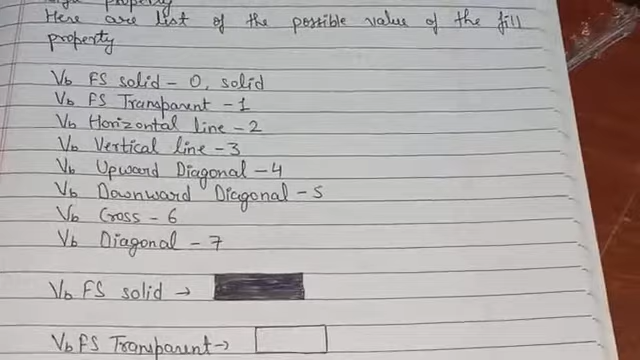 property
Here are list of the possible value of the fill
property
Vb FS solid - 0, solid
Vb FS Transparent - 1
Vb Horizontal line - 2
Vb Vertical line - 3
Vb Upward Diagonal - 4
Vb Downward Diagonal - 5
Vb Cross - 6
Vb Diagonal - 7
Vb FS solid →
Vb FS Transparent →